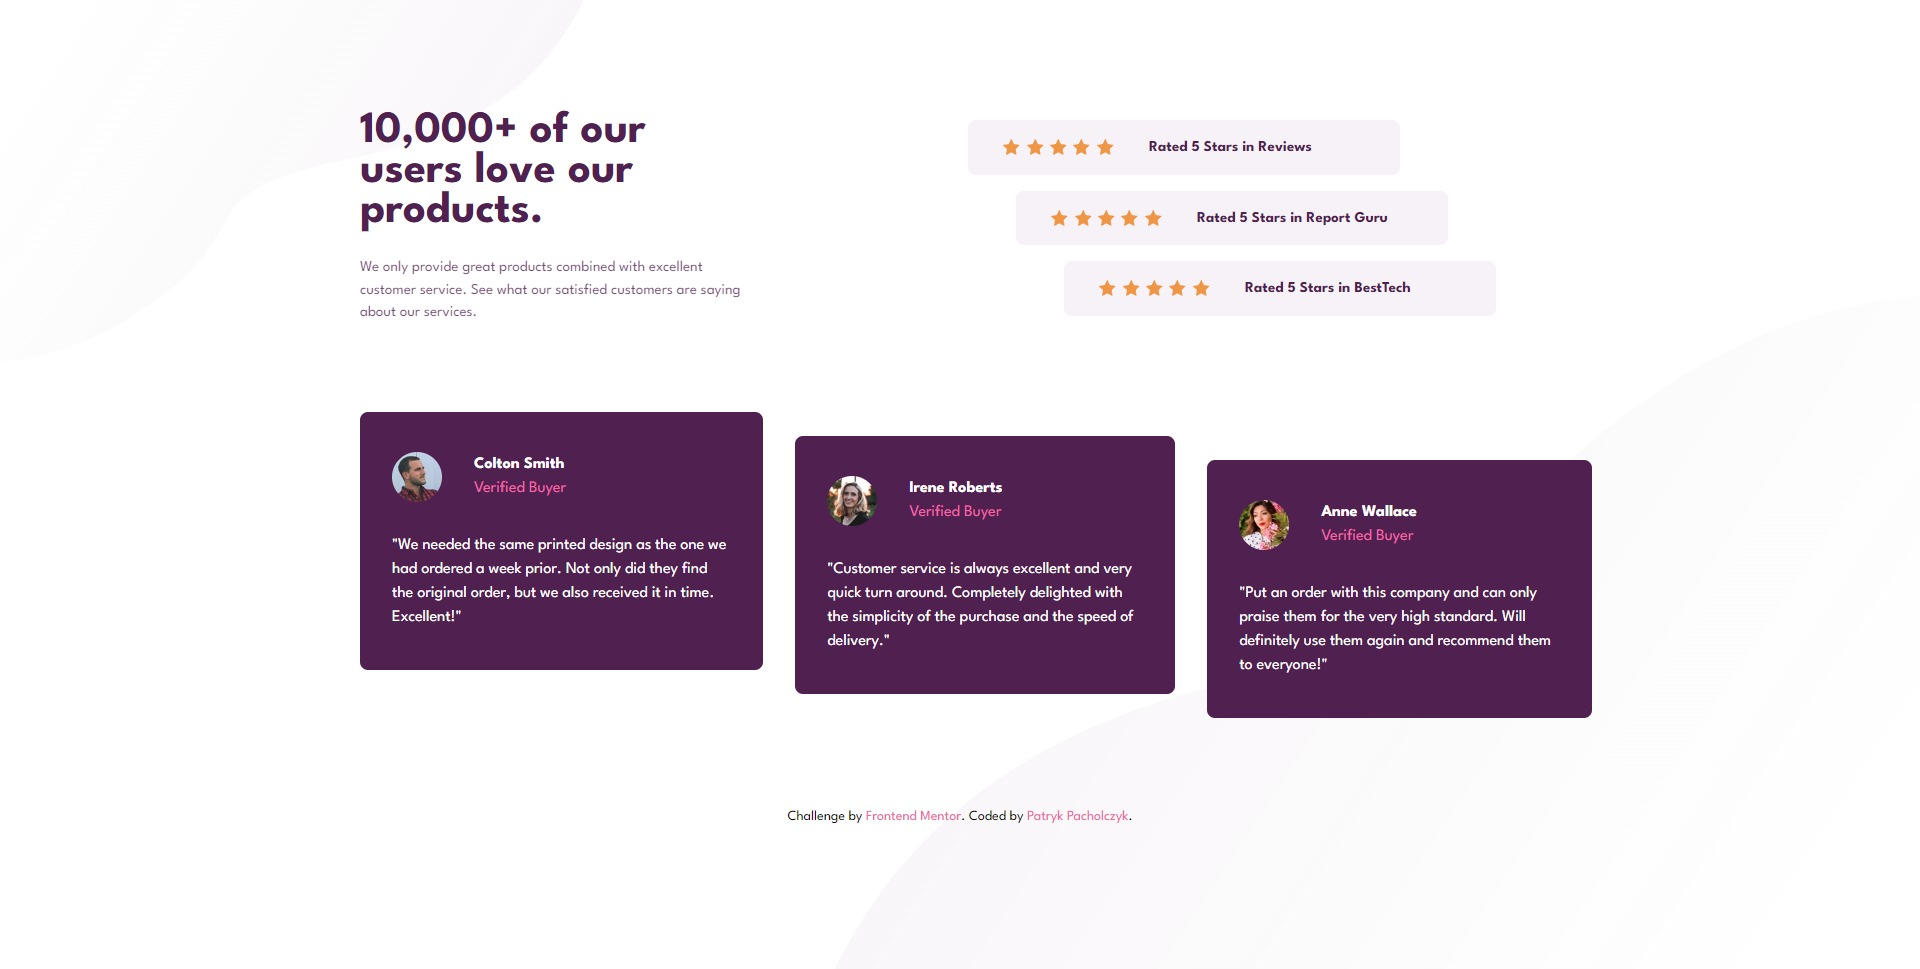 10,000+ of our
users love our
products.
We only provide great products combined with excellent
customer service. See what our satisfied customers are saying
about our services.
Rated 5 Stars in Reviews
Rated 5 Stars in Report Guru
Rated 5 Stars in BestTech
Colton Smith
Verified Buyer
"We needed the same printed design as the one we
had ordered a week prior. Not only did they find
the original order, but we also received it in time.
Excellent!"
Irene Roberts
Verified Buyer
"Customer service is always excellent and very
quick turn around. Completely delighted with
the simplicity of the purchase and the speed of
delivery."
Anne Wallace
Verified Buyer
"Put an order with this company and can only
praise them for the very high standard. Will
definitely use them again and recommend them
to everyone!"
Challenge by Frontend Mentor. Coded by Patryk Pacholczyk.